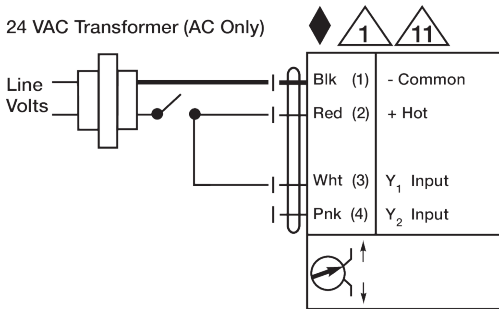 24 VAC Transformer (AC Only)
1
11
Line
Volts
Blk (1) - Common
Red (2) + Hot
Wht (3) Y1 Input
Pnk (4) Y2 Input